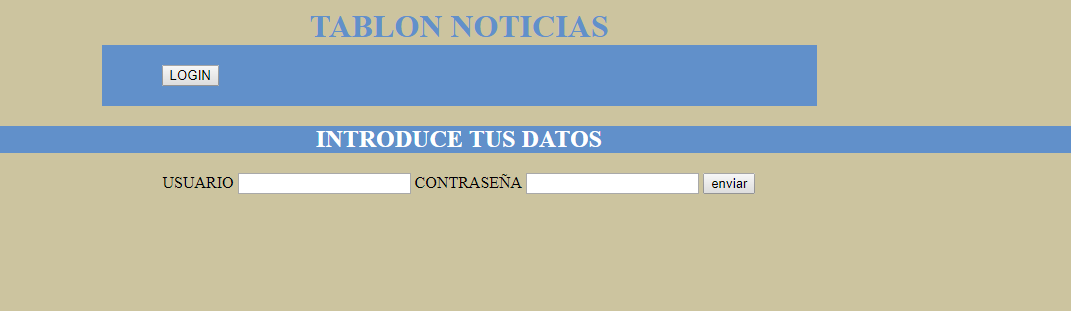 TABLON NOTICIAS
LOGIN
INTRODUCE TUS DATOS
USUARIO CONTRASEÑA enviar